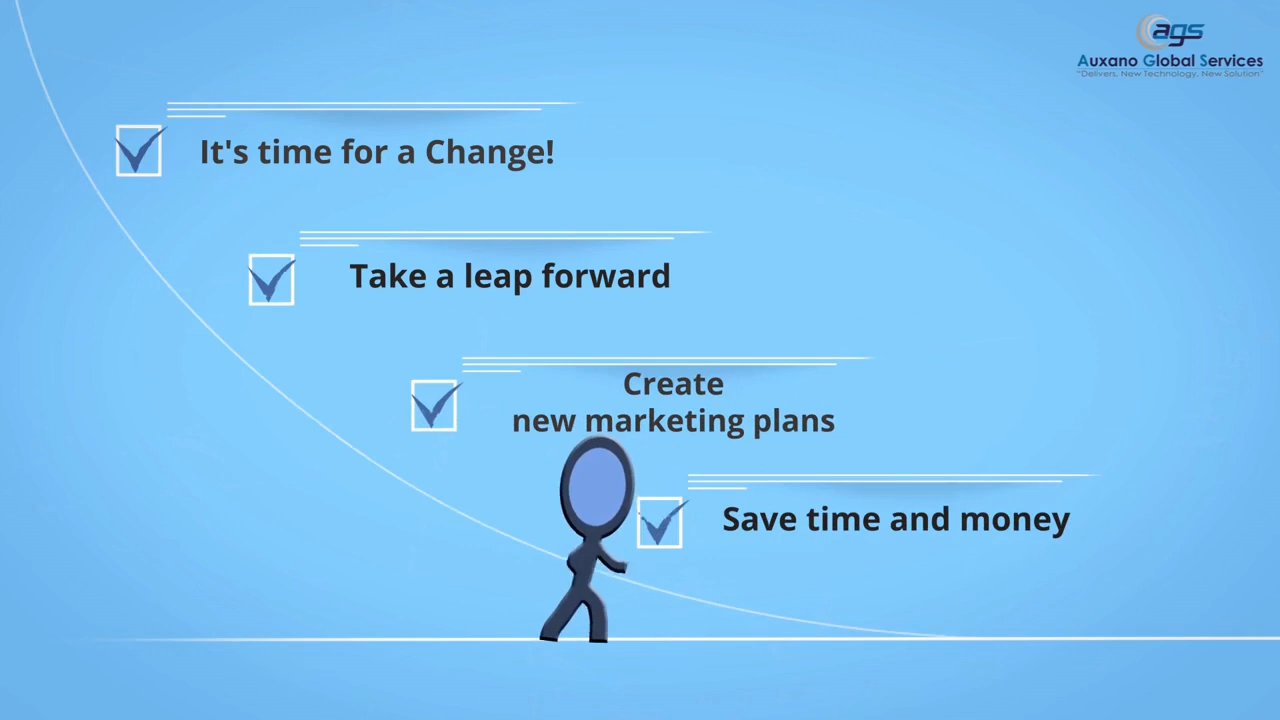 ags
Auxano Global Services
"Delivers, New Technology, New Solution"
It's time for a Change!
Take a leap forward
Create
new marketing plans
Save time and money